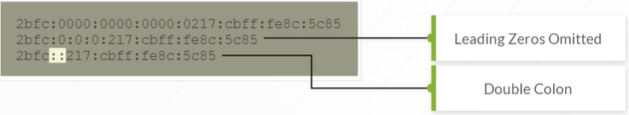 2bfc:0000:0000:0000:0217:cbff:fe8c:5c85
2bfc:0:0:0:217:cbff:fe8c:5c85
2bfc::217:cbff:fe8c:5c85
Leading Zeros Omitted
Double Colon